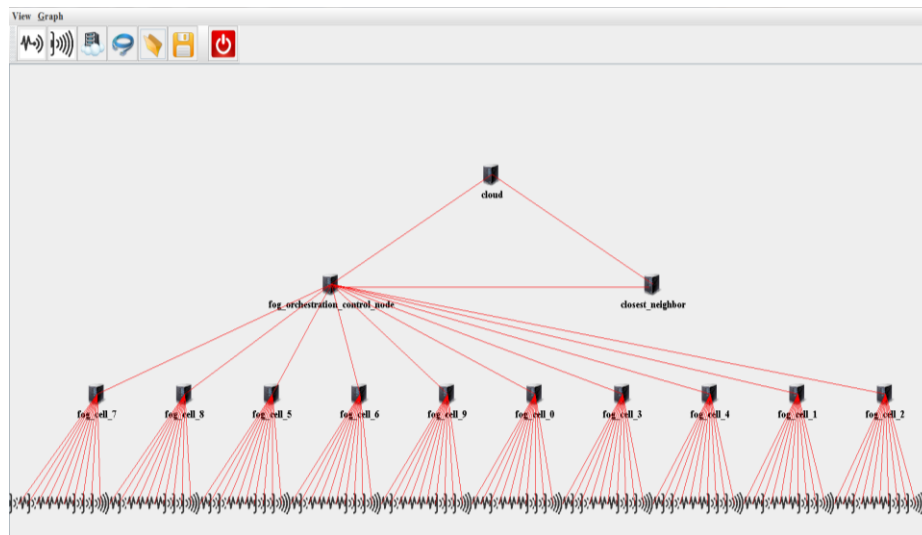 View Graph
cloud
fog_orchestration_control_node closest_neighbor
fog_cell_7 fog_cell_8 fog_cell_5 fog_cell_6 fog_cell_9 fog_cell_0 fog_cell_3 fog_cell_4 fog_cell_1 fog_cell_2